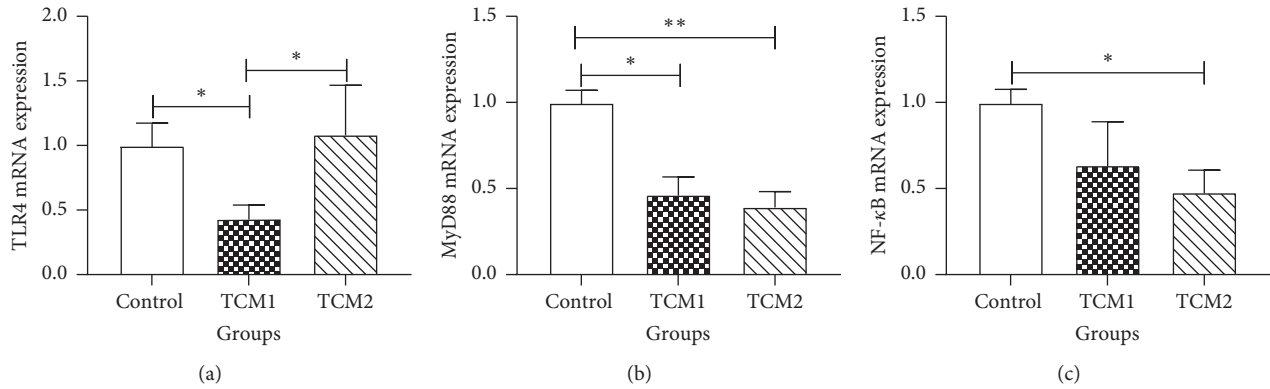 TLR4 mRNA expression
2.0
1.5
1.0
0.5
0.0
*
*
Control TCM1 TCM2
Groups
(a)
MyD88 mRNA expression
1.5
1.0
0.5
0.0
**
*
Control TCM1 TCM2
Groups
(b)
NF-κB mRNA expression
1.5
1.0
0.5
0.0
*
Control TCM1 TCM2
Groups
(c)